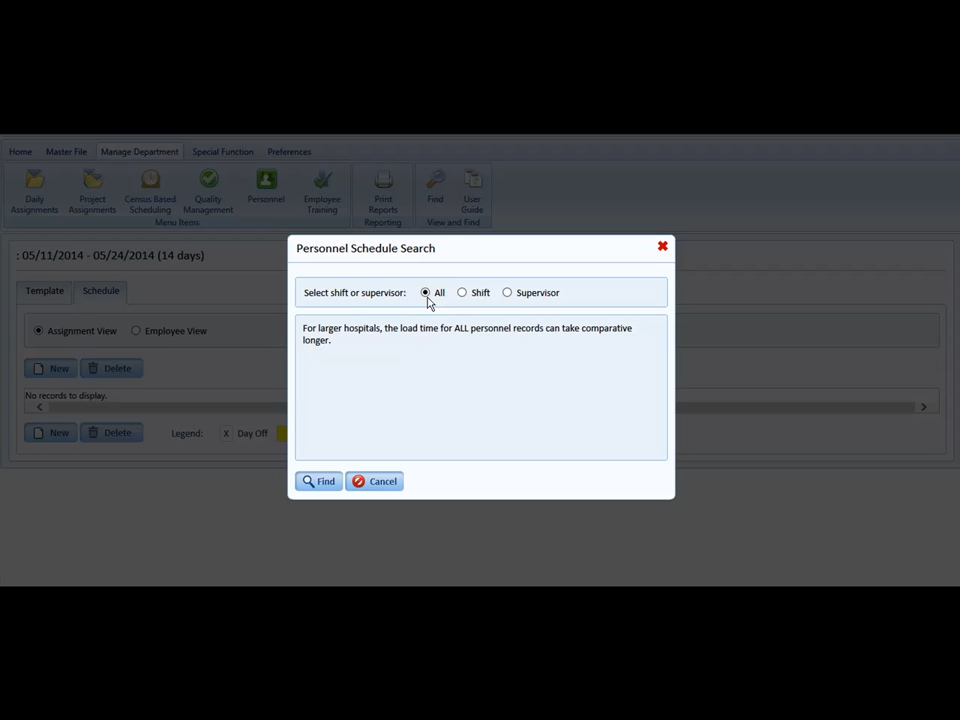 Home Master File Manage Department Special Function Preferences
Daily Assignments Project Assignments Census Based Scheduling Quality Management Personnel Employee Training Print Reports Find User Guide
Menu Items Reporting View and Find
Personnel Schedule Search
: 05/11/2014 - 05/24/2014 (14 days)
Template Schedule
Select shift or supervisor: All Shift Supervisor
Assignment View Employee View
For larger hospitals, the load time for ALL personnel records can take comparative
longer.
New Delete
No records to display.
New Delete Legend: X Day Off
Find Cancel